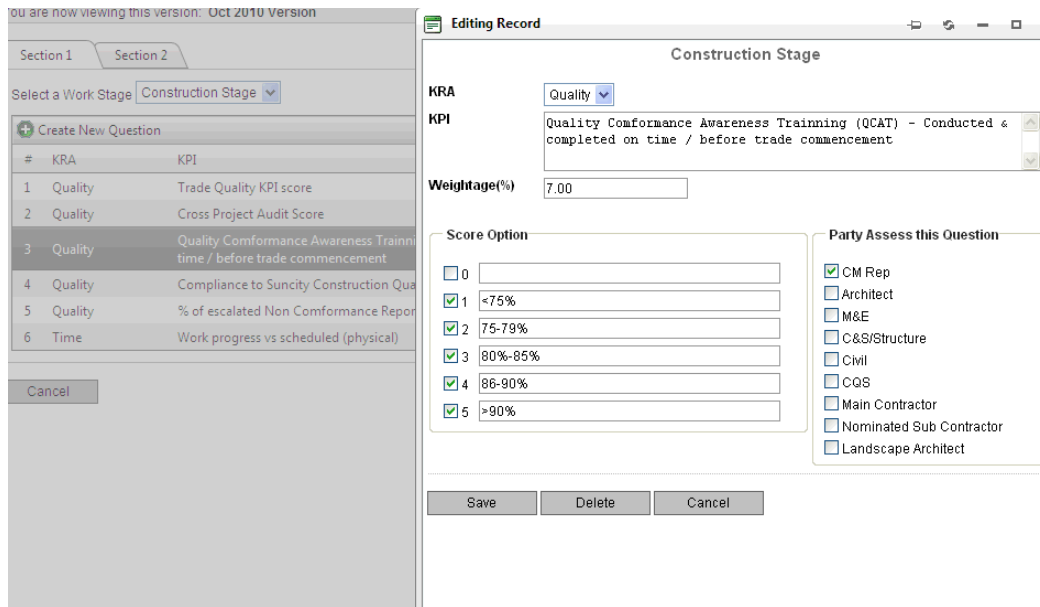 You are now viewing this version: Oct 2010 Version
Section 1
Section 2
Select a Work Stage Construction Stage
Create New Question
# KRA KPI
1 Quality Trade Quality KPI score
2 Quality Cross Project Audit Score
3 Quality Quality Comformance Awareness Trainni
time / before trade commencement
4 Quality Compliance to Suncity Construction Qua
5 Quality % of escalated Non Comformance Repor
6 Time Work progress vs scheduled (physical)
Cancel
Editing Record
Construction Stage
KRA Quality
KPI Quality Comformance Awareness Trainning (QCAT) - Conducted &
completed on time / before trade commencement
Weightage(%) 7.00
Score Option
0
1 <75%
2 75-79%
3 80%-85%
4 86-90%
5 >90%
Party Assess this Question
CM Rep
Architect
M&E
C&S/Structure
Civil
CQS
Main Contractor
Nominated Sub Contractor
Landscape Architect
Save Delete Cancel